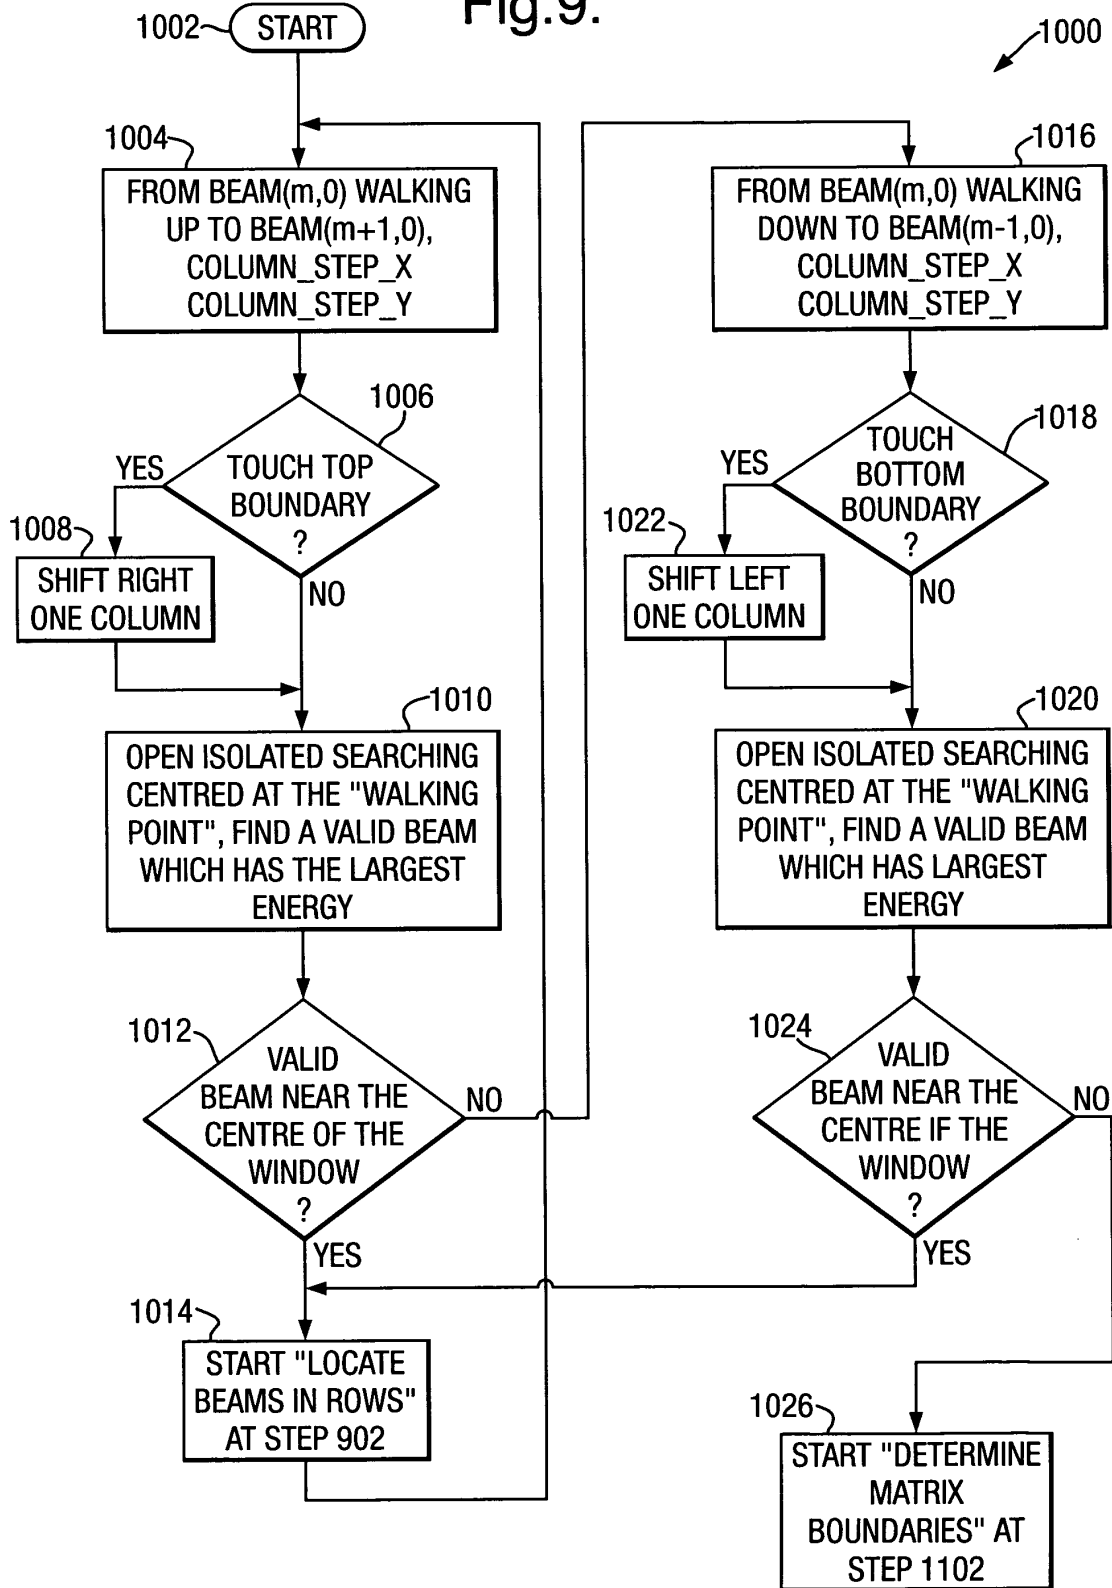 Fig.9.
1002
START
1000
1004
FROM BEAM(m,0) WALKING
UP TO BEAM(m+1,0),
COLUMN_STEP_X
COLUMN_STEP_Y
1006
TOUCH TOP
BOUNDARY
?
YES
NO
1008
SHIFT RIGHT
ONE COLUMN
1010
OPEN ISOLATED SEARCHING
CENTRED AT THE "WALKING
POINT", FIND A VALID BEAM
WHICH HAS THE LARGEST
ENERGY
1012
VALID
BEAM NEAR THE
CENTRE OF THE
WINDOW
?
NO
YES
1014
START "LOCATE
BEAMS IN ROWS"
AT STEP 902
1016
FROM BEAM(m,0) WALKING
DOWN TO BEAM(m-1,0),
COLUMN_STEP_X
COLUMN_STEP_Y
1018
TOUCH
BOTTOM
BOUNDARY
?
YES
NO
1022
SHIFT LEFT
ONE COLUMN
1020
OPEN ISOLATED SEARCHING
CENTRED AT THE "WALKING
POINT", FIND A VALID BEAM
WHICH HAS LARGEST
ENERGY
1024
VALID
BEAM NEAR THE
CENTRE IF THE
WINDOW
?
NO
YES
1026
START "DETERMINE
MATRIX
BOUNDARIES" AT
STEP 1102